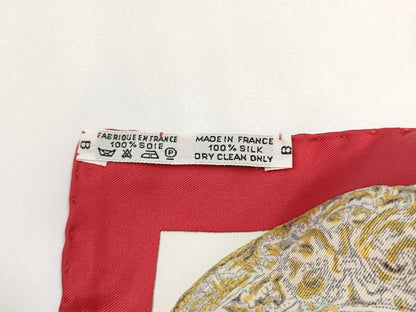 B
FABRIQUE EN FRANCE
100% SOIE
P
MADE IN FRANCE
100% SILK
DRY CLEAN ONLY
B